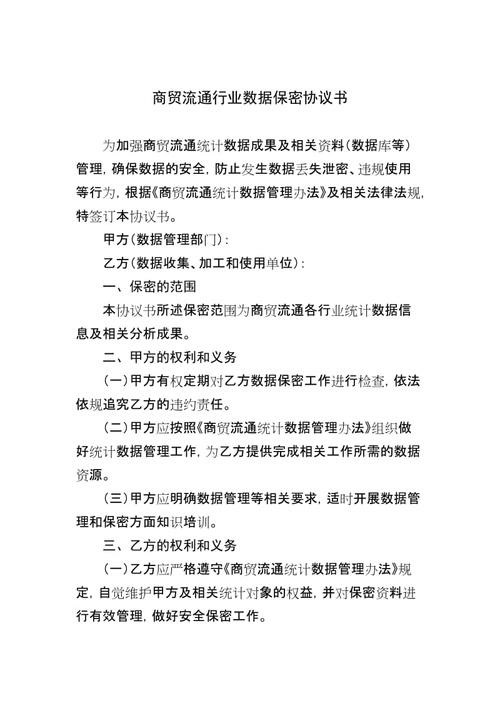 商贸流通行业数据保密协议书
为加强商贸流通统计数据成果及相关资料(数据库等)
管理,确保数据的安全,防止发生数据丢失泄密、违规使用
等行为,根据《商贸流通统计数据管理办法》及相关法律法规,
特签订本协议书。
甲方(数据管理部门):
乙方(数据收集、加工和使用单位):
一、保密的范围
本协议书所述保密范围为商贸流通各行业统计数据信
息及相关分析成果。
二、甲方的权利和义务
(一)甲方有权定期对乙方数据保密工作进行检查,依法
依规追究乙方的违约责任。
(二)甲方应按照《商贸流通统计数据管理办法》组织做
好统计数据管理工作,为乙方提供完成相关工作所需的数据
资源。
(三)甲方应明确数据管理等相关要求,适时开展数据管
理和保密方面知识培训。
三、乙方的权利和义务
(一)乙方应严格遵守《商贸流通统计数据管理办法》规
定,自觉维护甲方及相关统计对象的权益,并对保密资料进
行有效管理,做好安全保密工作。